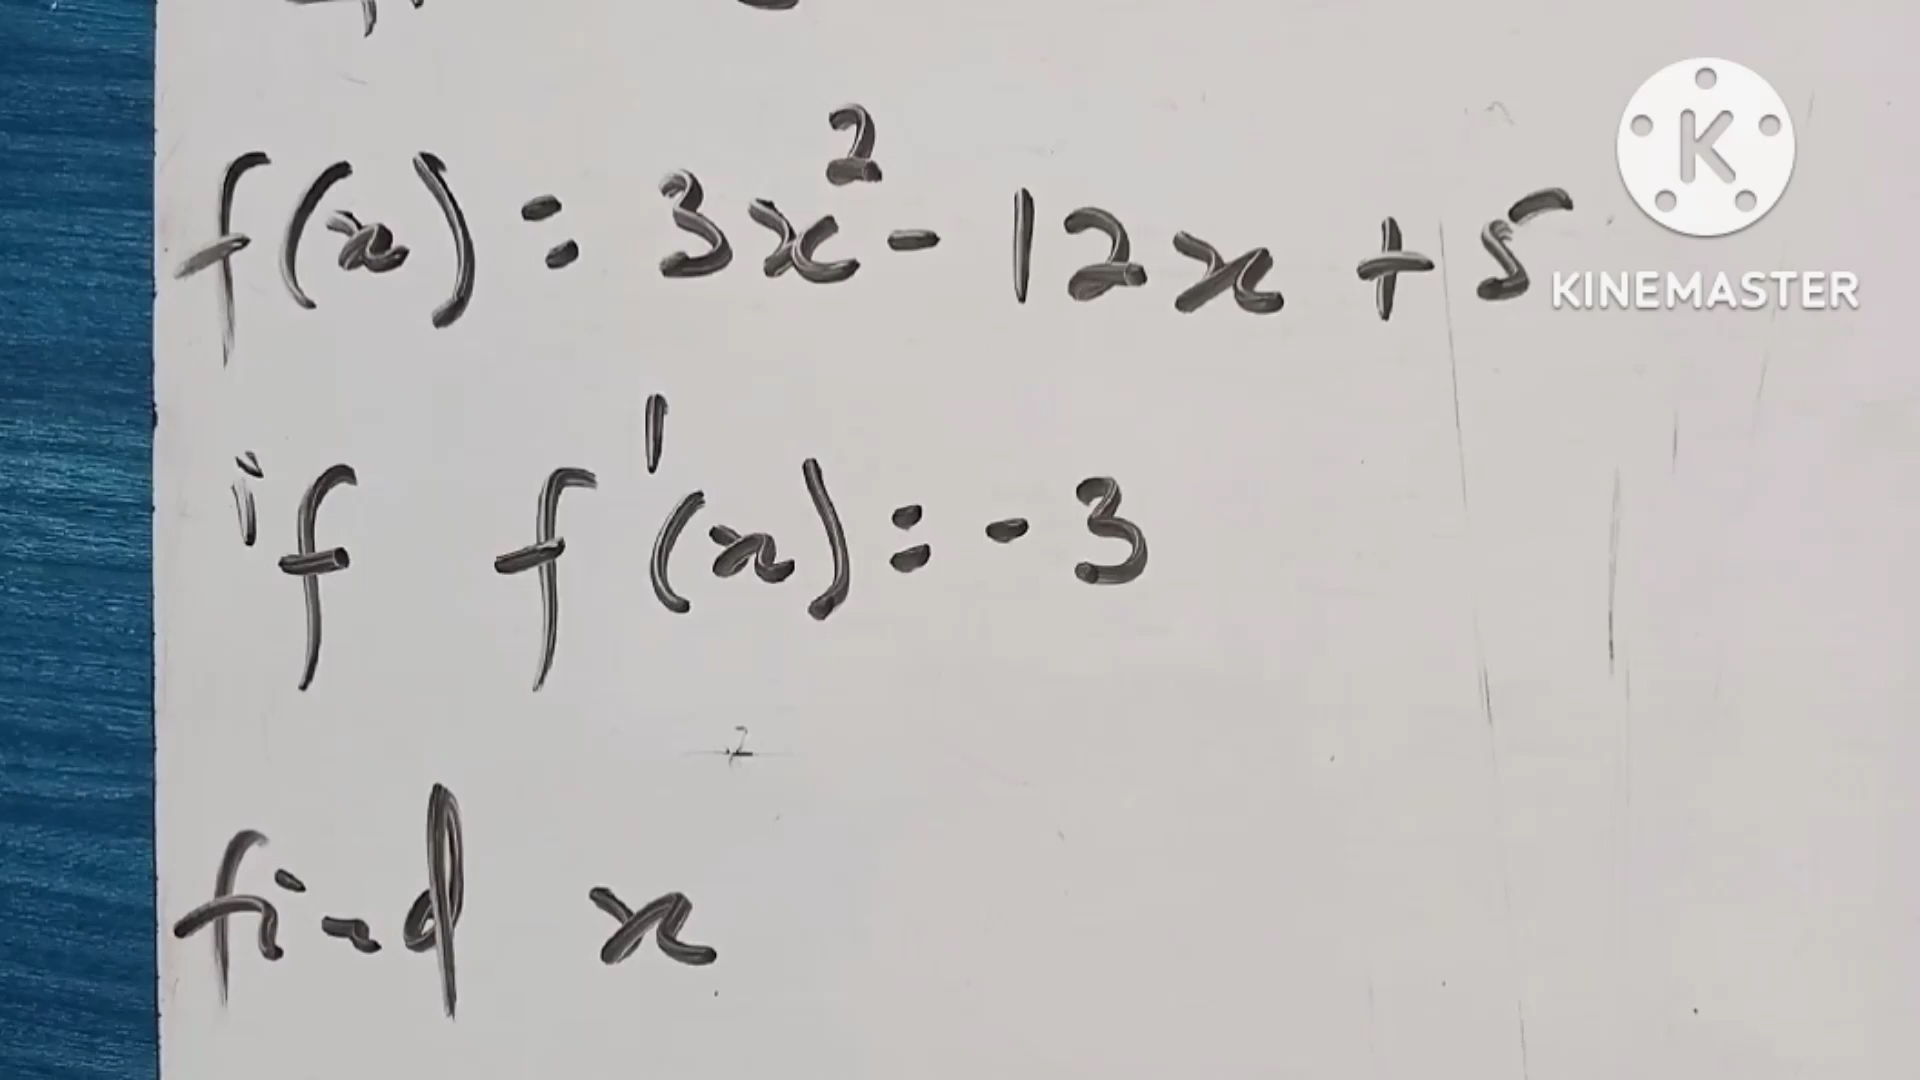 f(x) = 3x² - 12x + 5
KINEMASTER
if f'(x) = -3
find x